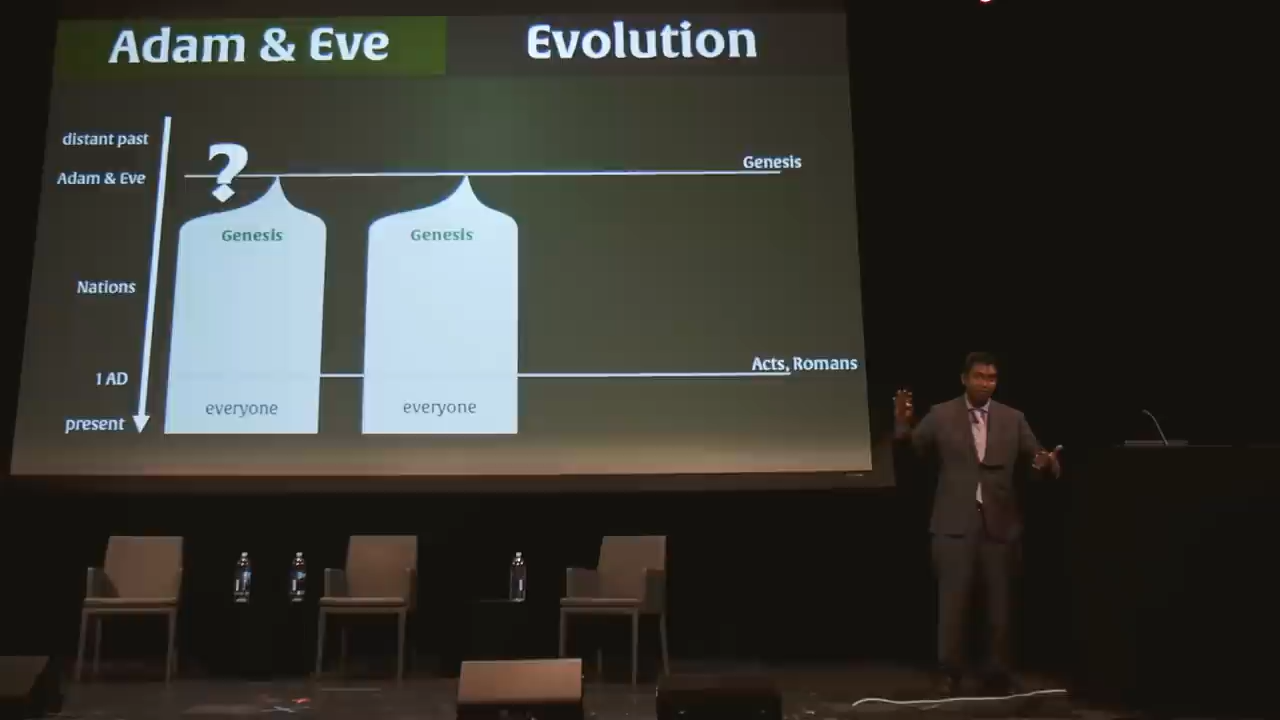 Adam & Eve
Evolution
distant past
?
Genesis
Adam & Eve
Genesis
Genesis
Nations
Acts, Romans
1 AD
everyone
everyone
present